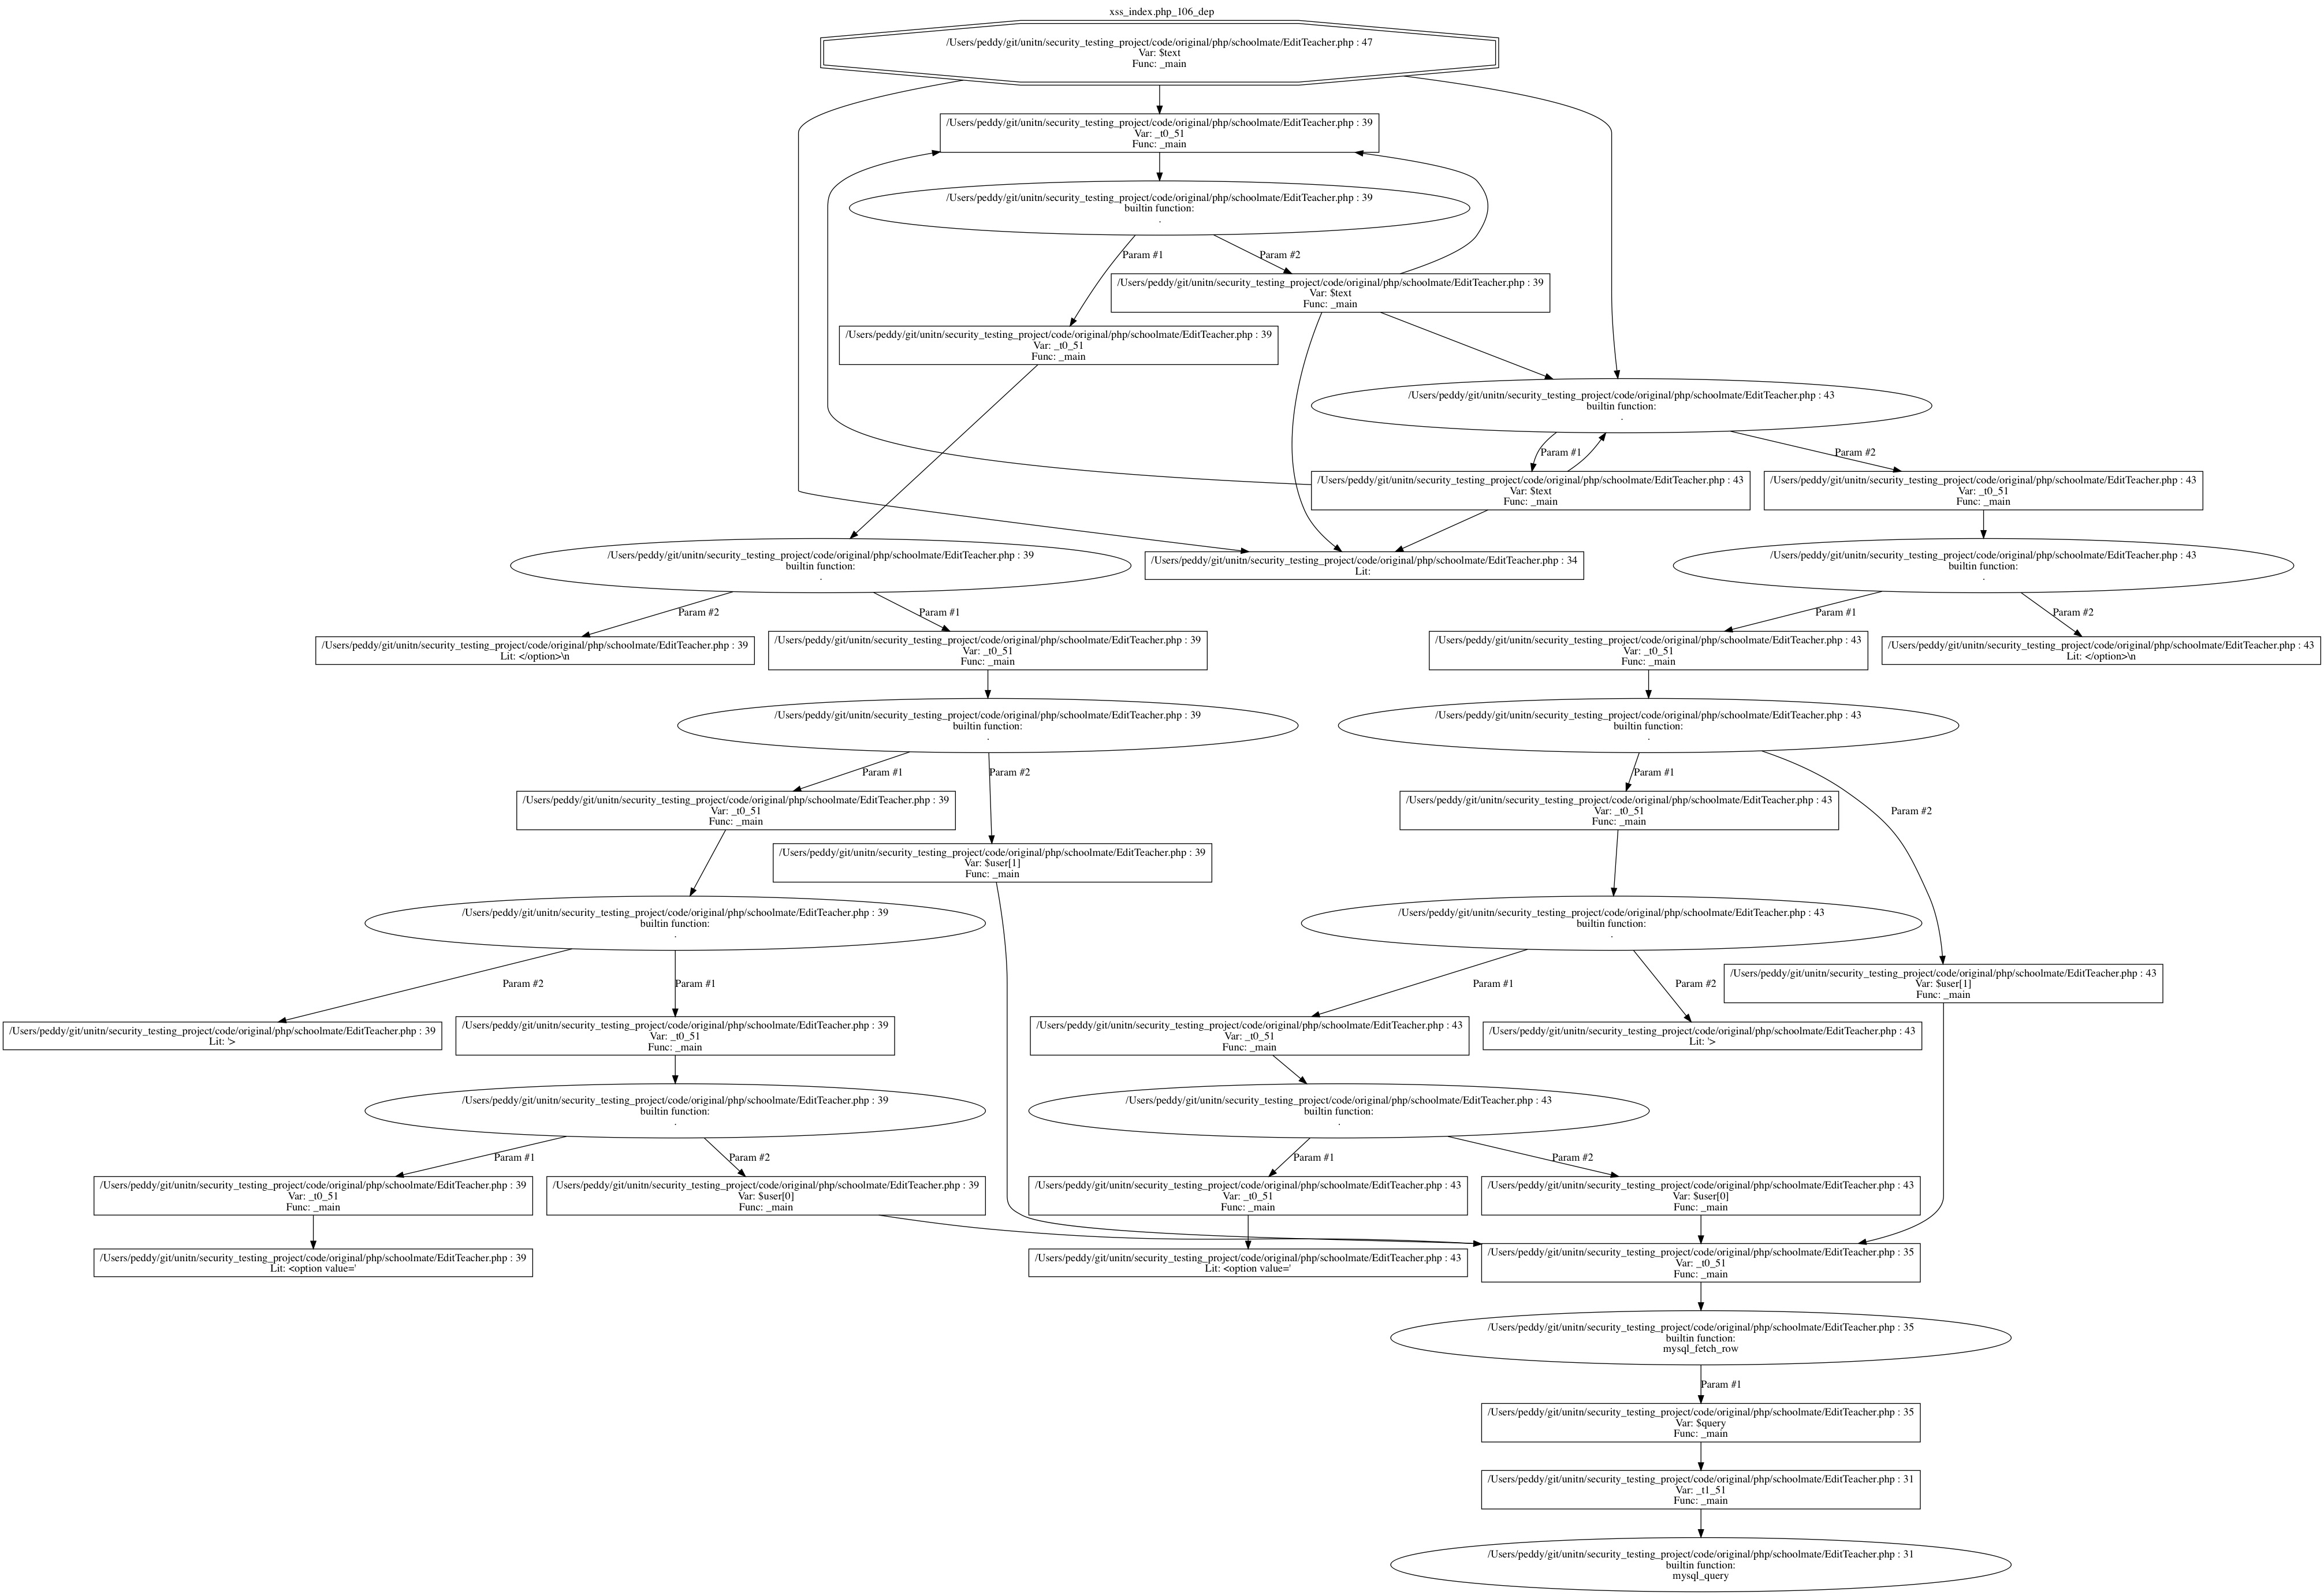 xss_index.php_106_dep
/Users/peddy/git/unitn/security_testing_project/code/original/php/schoolmate/EditTeacher.php : 47
Var: $text
Func: _main
/Users/peddy/git/unitn/security_testing_project/code/original/php/schoolmate/EditTeacher.php : 39
Var: _t0_51
Func: _main
/Users/peddy/git/unitn/security_testing_project/code/original/php/schoolmate/EditTeacher.php : 39
builtin function:
.
Param #1
Param #2
/Users/peddy/git/unitn/security_testing_project/code/original/php/schoolmate/EditTeacher.php : 39
Var: $text
Func: _main
/Users/peddy/git/unitn/security_testing_project/code/original/php/schoolmate/EditTeacher.php : 39
Var: _t0_51
Func: _main
/Users/peddy/git/unitn/security_testing_project/code/original/php/schoolmate/EditTeacher.php : 43
builtin function:
.
Param #1
Param #2
/Users/peddy/git/unitn/security_testing_project/code/original/php/schoolmate/EditTeacher.php : 43
Var: $text
Func: _main
/Users/peddy/git/unitn/security_testing_project/code/original/php/schoolmate/EditTeacher.php : 43
Var: _t0_51
Func: _main
/Users/peddy/git/unitn/security_testing_project/code/original/php/schoolmate/EditTeacher.php : 39
builtin function:
.
/Users/peddy/git/unitn/security_testing_project/code/original/php/schoolmate/EditTeacher.php : 34
Lit:
/Users/peddy/git/unitn/security_testing_project/code/original/php/schoolmate/EditTeacher.php : 43
builtin function:
.
Param #2
Param #1
Param #1
Param #2
/Users/peddy/git/unitn/security_testing_project/code/original/php/schoolmate/EditTeacher.php : 39
Lit: </option>\n
/Users/peddy/git/unitn/security_testing_project/code/original/php/schoolmate/EditTeacher.php : 39
Var: _t0_51
Func: _main
/Users/peddy/git/unitn/security_testing_project/code/original/php/schoolmate/EditTeacher.php : 43
Var: _t0_51
Func: _main
/Users/peddy/git/unitn/security_testing_project/code/original/php/schoolmate/EditTeacher.php : 43
Lit: </option>\n
/Users/peddy/git/unitn/security_testing_project/code/original/php/schoolmate/EditTeacher.php : 39
builtin function:
.
/Users/peddy/git/unitn/security_testing_project/code/original/php/schoolmate/EditTeacher.php : 43
builtin function:
.
Param #1
Param #2
Param #1
Param #2
/Users/peddy/git/unitn/security_testing_project/code/original/php/schoolmate/EditTeacher.php : 39
Var: _t0_51
Func: _main
/Users/peddy/git/unitn/security_testing_project/code/original/php/schoolmate/EditTeacher.php : 43
Var: _t0_51
Func: _main
/Users/peddy/git/unitn/security_testing_project/code/original/php/schoolmate/EditTeacher.php : 39
Var: $user[1]
Func: _main
/Users/peddy/git/unitn/security_testing_project/code/original/php/schoolmate/EditTeacher.php : 39
builtin function:
.
/Users/peddy/git/unitn/security_testing_project/code/original/php/schoolmate/EditTeacher.php : 43
builtin function:
.
Param #2
Param #1
Param #1
Param #2
/Users/peddy/git/unitn/security_testing_project/code/original/php/schoolmate/EditTeacher.php : 43
Var: $user[1]
Func: _main
/Users/peddy/git/unitn/security_testing_project/code/original/php/schoolmate/EditTeacher.php : 39
Lit: '>
/Users/peddy/git/unitn/security_testing_project/code/original/php/schoolmate/EditTeacher.php : 39
Var: _t0_51
Func: _main
/Users/peddy/git/unitn/security_testing_project/code/original/php/schoolmate/EditTeacher.php : 43
Var: _t0_51
Func: _main
/Users/peddy/git/unitn/security_testing_project/code/original/php/schoolmate/EditTeacher.php : 43
Lit: '>
/Users/peddy/git/unitn/security_testing_project/code/original/php/schoolmate/EditTeacher.php : 39
builtin function:
.
/Users/peddy/git/unitn/security_testing_project/code/original/php/schoolmate/EditTeacher.php : 43
builtin function:
.
Param #1
Param #2
Param #1
Param #2
/Users/peddy/git/unitn/security_testing_project/code/original/php/schoolmate/EditTeacher.php : 39
Var: _t0_51
Func: _main
/Users/peddy/git/unitn/security_testing_project/code/original/php/schoolmate/EditTeacher.php : 39
Var: $user[0]
Func: _main
/Users/peddy/git/unitn/security_testing_project/code/original/php/schoolmate/EditTeacher.php : 43
Var: _t0_51
Func: _main
/Users/peddy/git/unitn/security_testing_project/code/original/php/schoolmate/EditTeacher.php : 43
Var: $user[0]
Func: _main
/Users/peddy/git/unitn/security_testing_project/code/original/php/schoolmate/EditTeacher.php : 39
Lit: <option value='
/Users/peddy/git/unitn/security_testing_project/code/original/php/schoolmate/EditTeacher.php : 43
Lit: <option value='
/Users/peddy/git/unitn/security_testing_project/code/original/php/schoolmate/EditTeacher.php : 35
Var: _t0_51
Func: _main
/Users/peddy/git/unitn/security_testing_project/code/original/php/schoolmate/EditTeacher.php : 35
builtin function:
mysql_fetch_row
Param #1
/Users/peddy/git/unitn/security_testing_project/code/original/php/schoolmate/EditTeacher.php : 35
Var: $query
Func: _main
/Users/peddy/git/unitn/security_testing_project/code/original/php/schoolmate/EditTeacher.php : 31
Var: _t1_51
Func: _main
/Users/peddy/git/unitn/security_testing_project/code/original/php/schoolmate/EditTeacher.php : 31
builtin function:
mysql_query